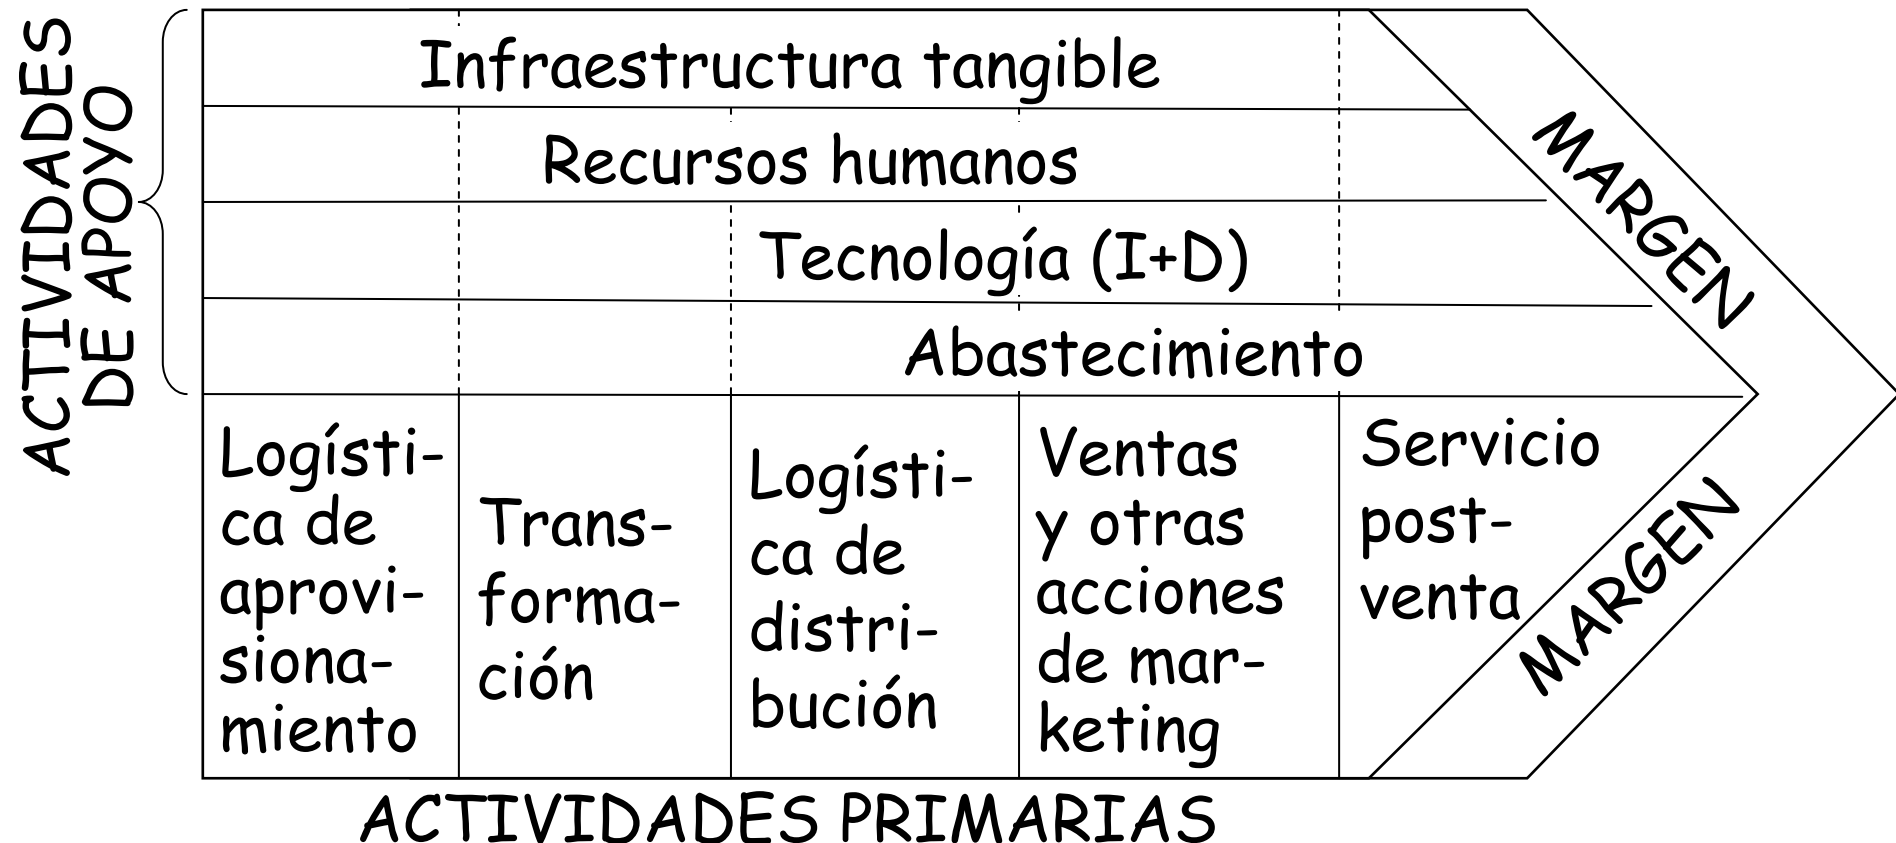 ACTIVIDADES
DE APOYO
Infraestructura tangible
Recursos humanos
Tecnología (I+D)
Abastecimiento
Logísti-
ca de
aprovi-
siona-
miento
Trans-
forma-
ción
Logísti-
ca de
distri-
bución
Ventas
y otras
acciones
de mar-
keting
Servicio
post-
venta
MARGEN
MARGEN
ACTIVIDADES PRIMARIAS